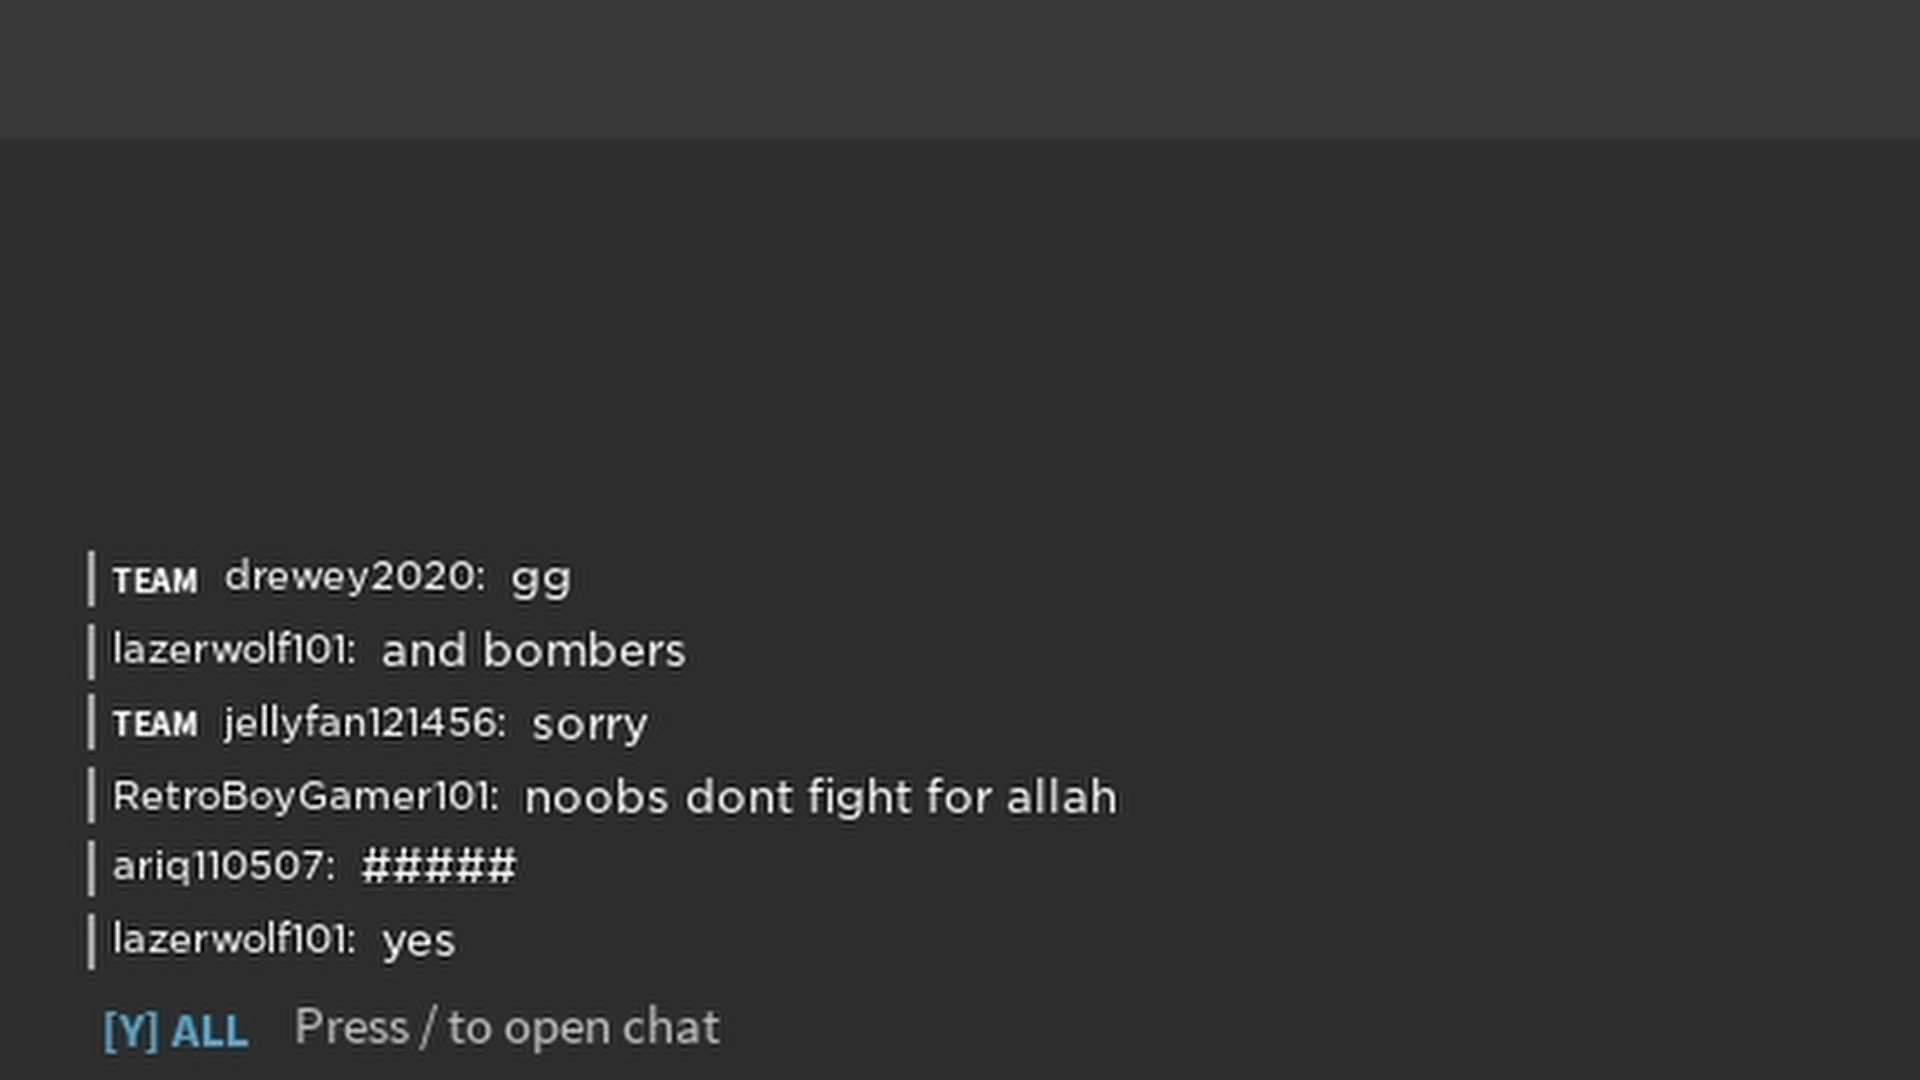 TEAM drewey2020: gg
lazerwolf101: and bombers
TEAM jellyfan121456: sorry
RetroBoyGamer101: noobs dont fight for allah
ariq110507: #####
lazerwolf101: yes
[Y] ALL Press / to open chat